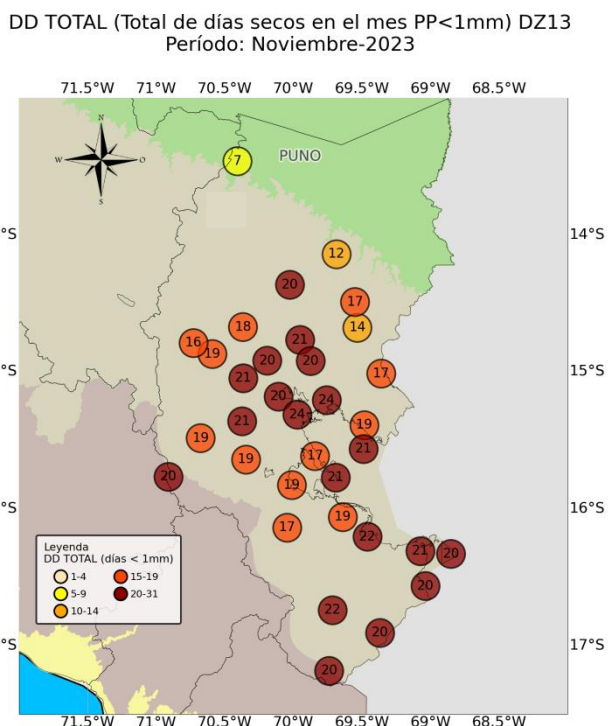 DD TOTAL (Total de días secos en el mes PP<1mm) DZ13
Período: Noviembre-2023
71.5°W 71°W 70.5°W 70°W 69.5°W 69°W 68.5°W
N
W O
S
PUNO
7
°S 14°S
12
20
17
18 14
16 21
19
20 20
17
21
20 24
24
21 19
19 21
17
19
20 21
19
19
17
22
21 20
20
22
20
20
°S 15°S
°S 16°S
°S 17°S
Leyenda
DD TOTAL (días < 1mm)
1-4 15-19
5-9 20-31
10-14
71.5°W 71°W 70.5°W 70°W 69.5°W 69°W 68.5°W